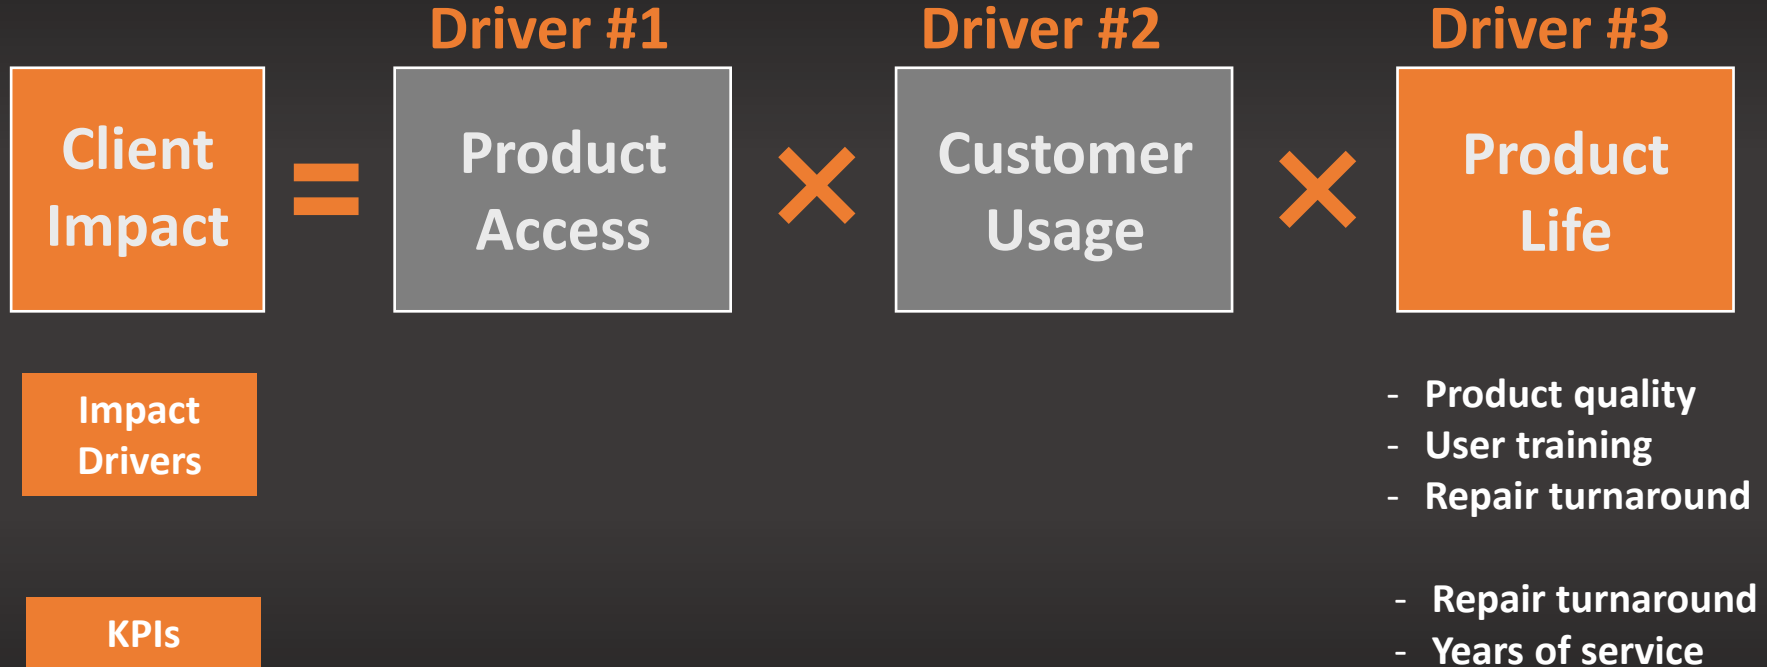 Driver #1 Driver #2 Driver #3
Client Impact = Product Access × Customer Usage × Product Life
Impact Drivers
- Product quality
- User training
- Repair turnaround
KPIs
- Repair turnaround
- Years of service